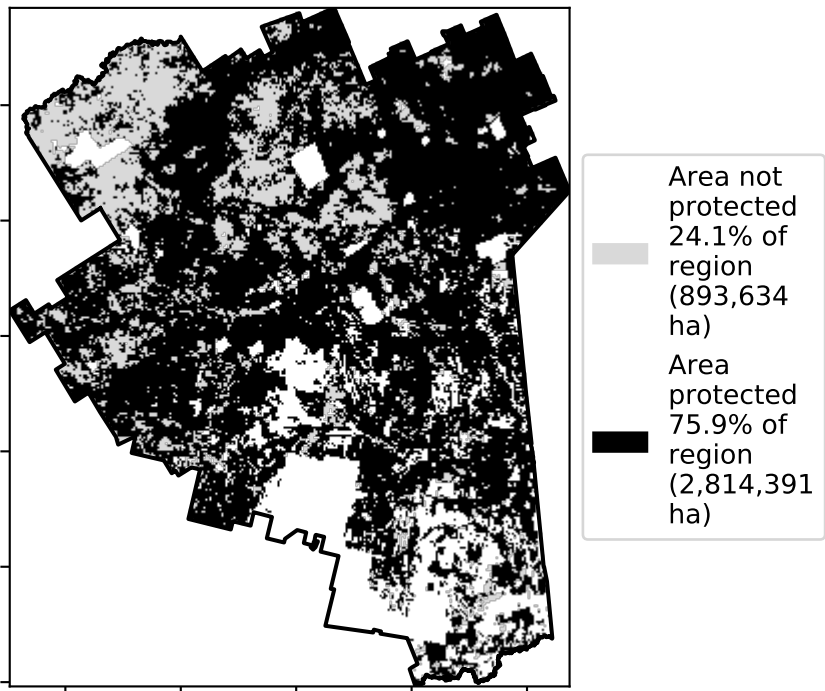 Area not
protected
24.1% of
region
(893,634
ha)
Area
protected
75.9% of
region
(2,814,391
ha)